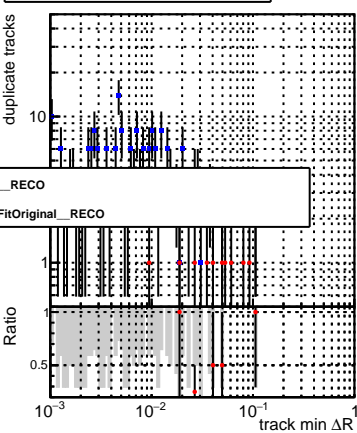 duplicate tracks
10
__RECO
FitOriginal__RECO
1
Ratio
1
0.5
10⁻³ 10⁻² 10⁻¹ 1
track min ΔR